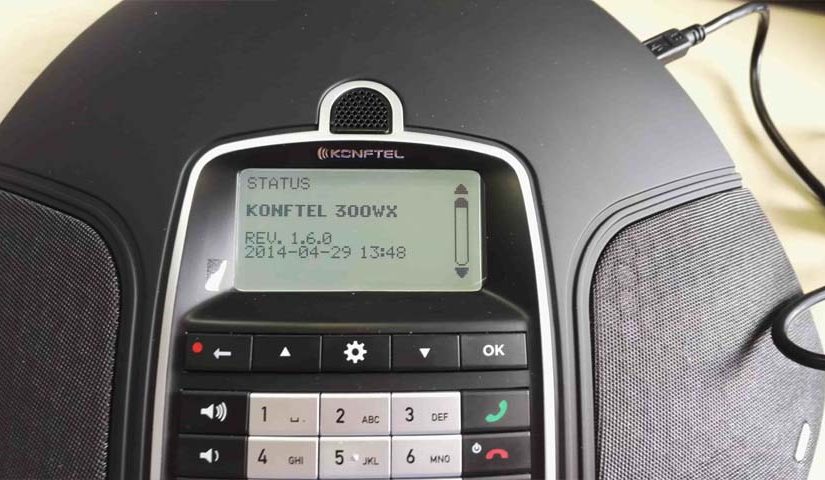 KONFTEL
STATUS
KONFTEL 300WX
REV. 1.6.0
2014-04-29 13:48
OK
1 2 ABC 3 DEF
4 GHI 5 JKL 6 MNO